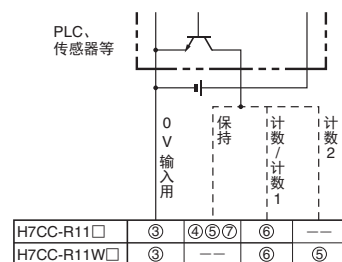 PLC、
传感器等
0V输入用
保持
计数/计数1
计数2
H7CC-R11□ ③ ④⑤⑦ ⑥ −−
H7CC-R11W□ ③ −− ⑥ ⑤